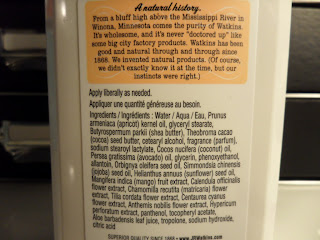 A natural history.
From a bluff high above the Mississippi River in
Winona, Minnesota comes the purity of Watkins.
It's wholesome, and it's never "doctored up" like
some big city factory products. Watkins has been
good and natural through and through since
1868. We invented natural products. (Of course,
we didn't exactly know it at the time, but our
instincts were right.)
Apply liberally as needed.
Appliquer une quantité généreuse au besoin.
Ingredients / Ingrédients : Water / Aqua / Eau, Prunus
armeniaca (apricot) kernel oil, glyceryl stearate,
Butyrospermum parkii (shea butter), Theobroma cacao
(cocoa) seed butter, cetearyl alcohol, fragrance (parfum),
sodium stearoyl lactylate, Cocos nucifera (coconut) oil,
Persea gratissima (avocado) oil, glycerin, phenoxyethanol,
allantoin, Orbignya oleifera seed oil, Simmondsia chinensis
(jojoba) seed oil, Helianthus annuus (sunflower) seed oil,
Mangifera indica (mango) fruit extract, Calendula officinalis
flower extract, Chamomilla recutita (matricaria) flower
extract, Tilia cordata flower extract, Centaurea cyanus
flower extract, Anthemis nobilis flower extract, Hypericum
perforatum extract, panthenol, tocopheryl acetate,
Aloe barbadensis leaf juice, tropolone, sodium hydroxide,
citric acid
SUPERIOR QUALITY SINCE 1868 • www.JRWatkins.com